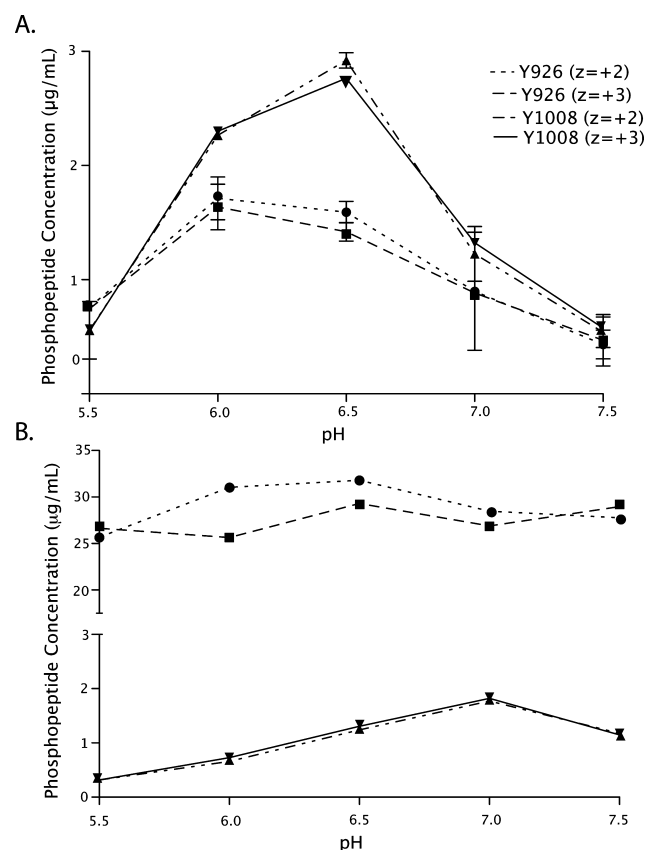 A.
Phosphopeptide Concentration (µg/mL)
3
2
1
0
Y926 (z=+2)
Y926 (z=+3)
Y1008 (z=+2)
Y1008 (z=+3)
5.5 6.0 6.5 7.0 7.5
pH
B.
Phosphopeptide Concentration (µg/mL)
35
30
25
20
3
2
1
0
5.5 6.0 6.5 7.0 7.5
pH